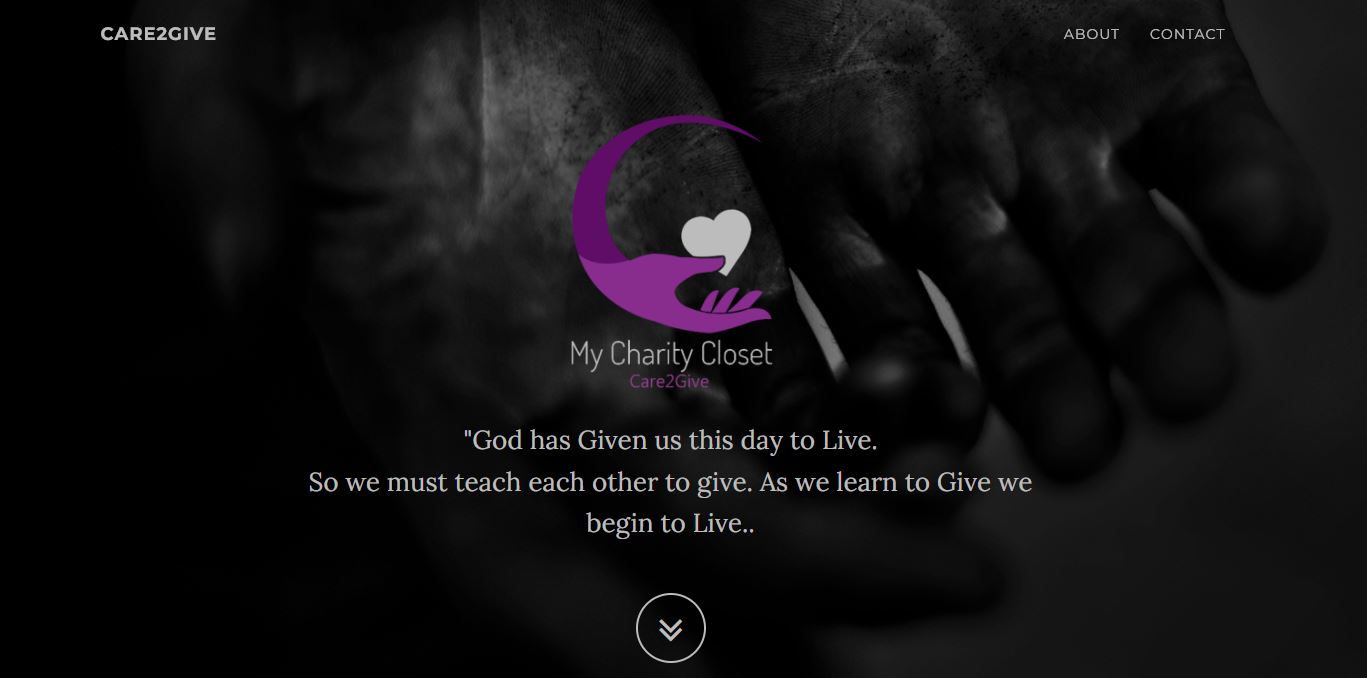 CARE2GIVE
ABOUT CONTACT
My Charity Closet
Care2Give
"God has Given us this day to Live.
So we must teach each other to give. As we learn to Give we
begin to Live..